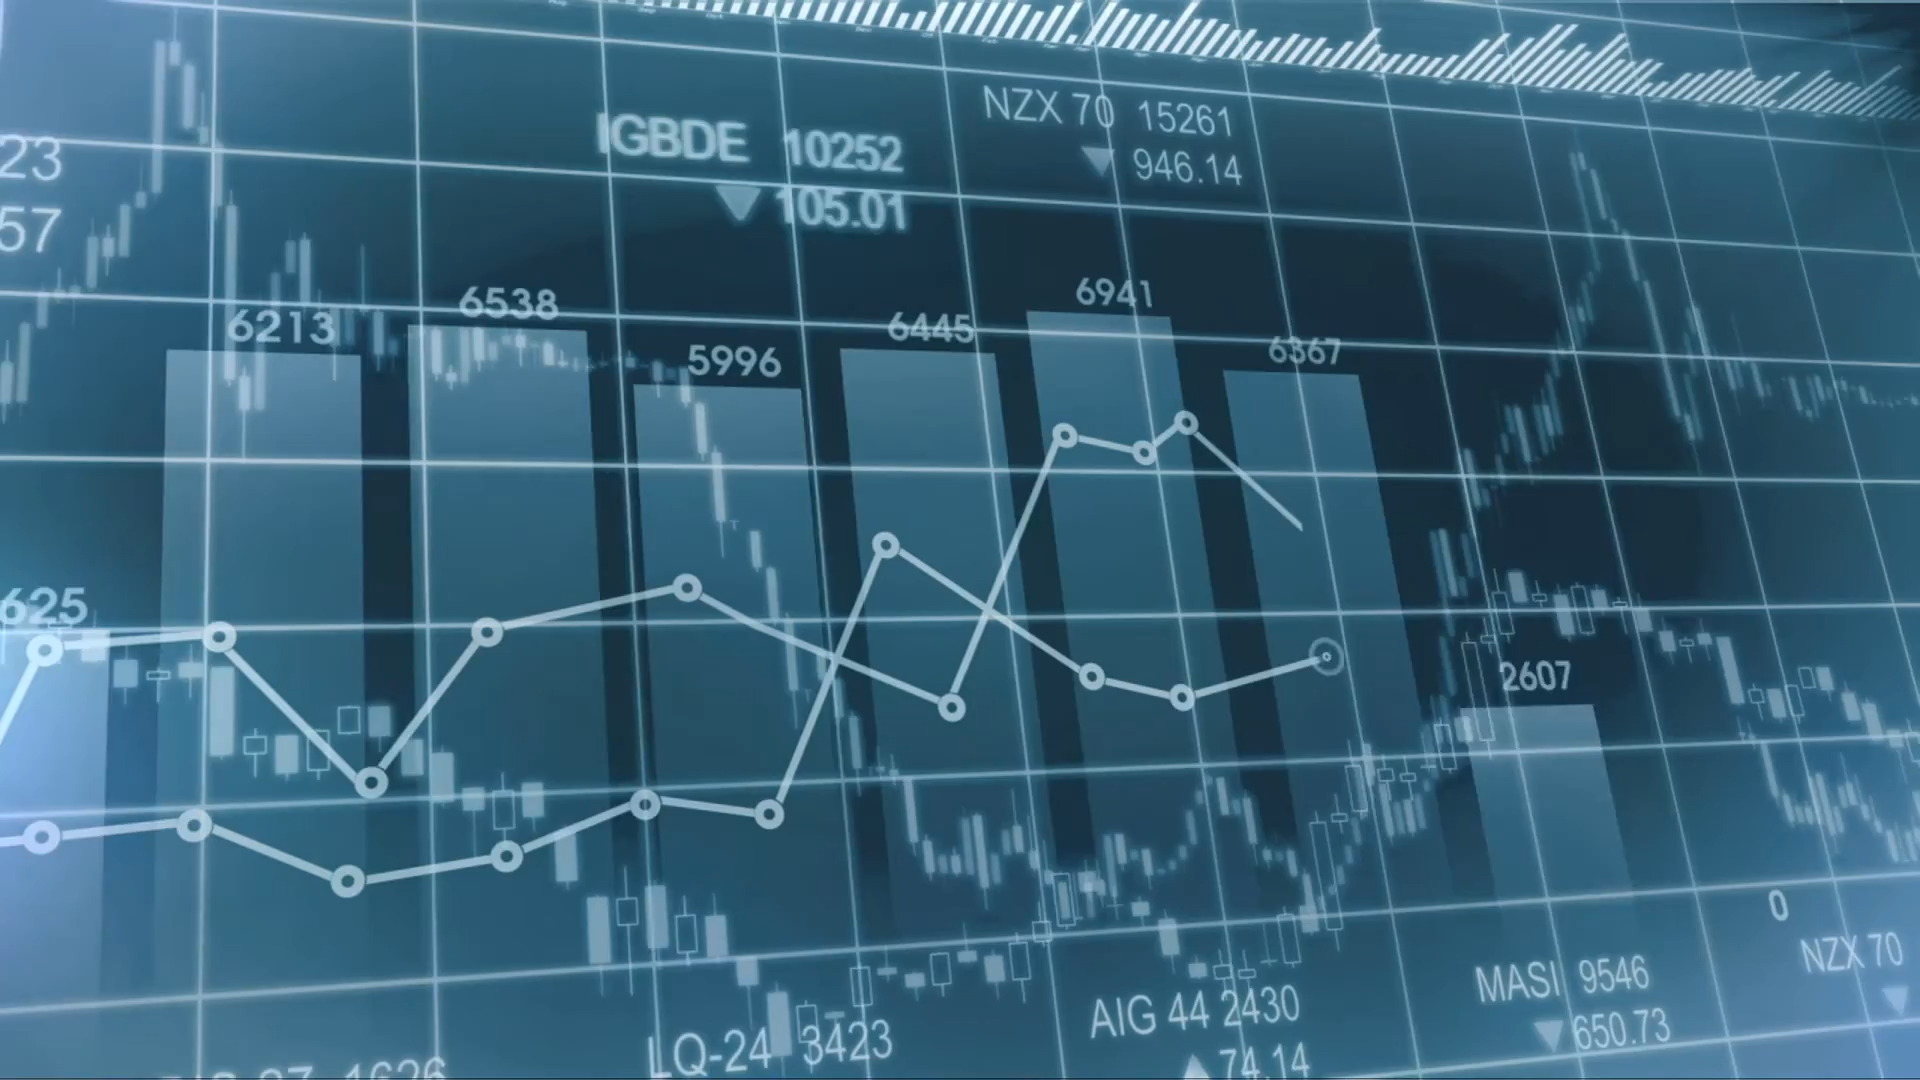 NZX 70 15261
▼ 946.14
IGBDE 10252
▼ 105.01
23
57
6213
6538
5996
6445
6941
6367
625
2607
0
NZX 70
▼
MASI 9546
▼ 650.73
AIG 44 2430
▲ 74.14
LQ-24 3423
1626